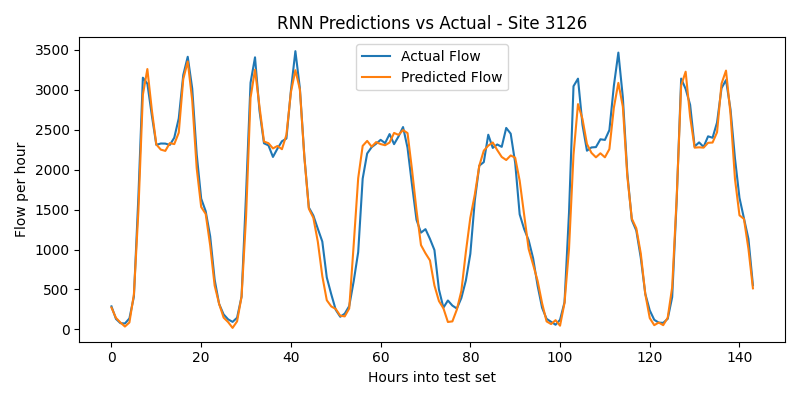 RNN Predictions vs Actual - Site 3126
Actual Flow
Predicted Flow
Flow per hour
3500
3000
2500
2000
1500
1000
500
0
0 20 40 60 80 100 120 140
Hours into test set